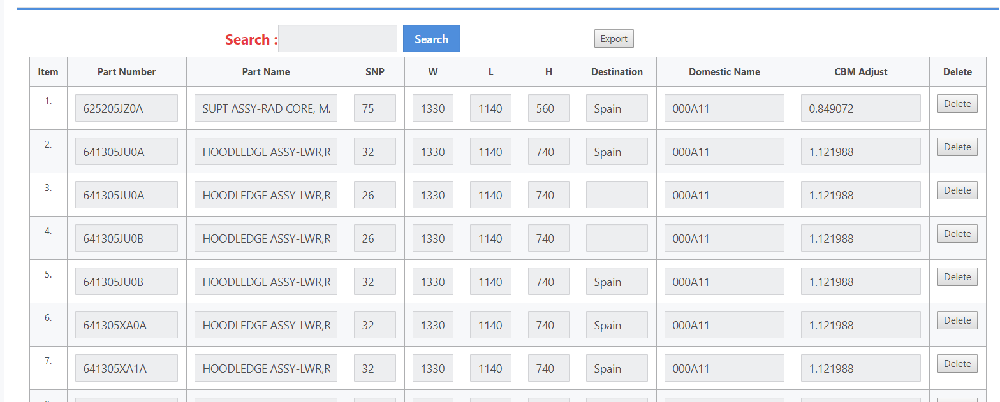 Search : Search Export
Item Part Number Part Name SNP W L H Destination Domestic Name CBM Adjust Delete
1. 625205JZ0A SUPT ASSY-RAD CORE, M. 75 1330 1140 560 Spain 000A11 0.849072 Delete
2. 641305JU0A HOODLEDGE ASSY-LWR,R 32 1330 1140 740 Spain 000A11 1.121988 Delete
3. 641305JU0A HOODLEDGE ASSY-LWR,R 26 1330 1140 740 000A11 1.121988 Delete
4. 641305JU0B HOODLEDGE ASSY-LWR,R 26 1330 1140 740 000A11 1.121988 Delete
5. 641305JU0B HOODLEDGE ASSY-LWR,R 32 1330 1140 740 Spain 000A11 1.121988 Delete
6. 641305XA0A HOODLEDGE ASSY-LWR,R 32 1330 1140 740 Spain 000A11 1.121988 Delete
7. 641305XA1A HOODLEDGE ASSY-LWR,R 32 1330 1140 740 Spain 000A11 1.121988 Delete